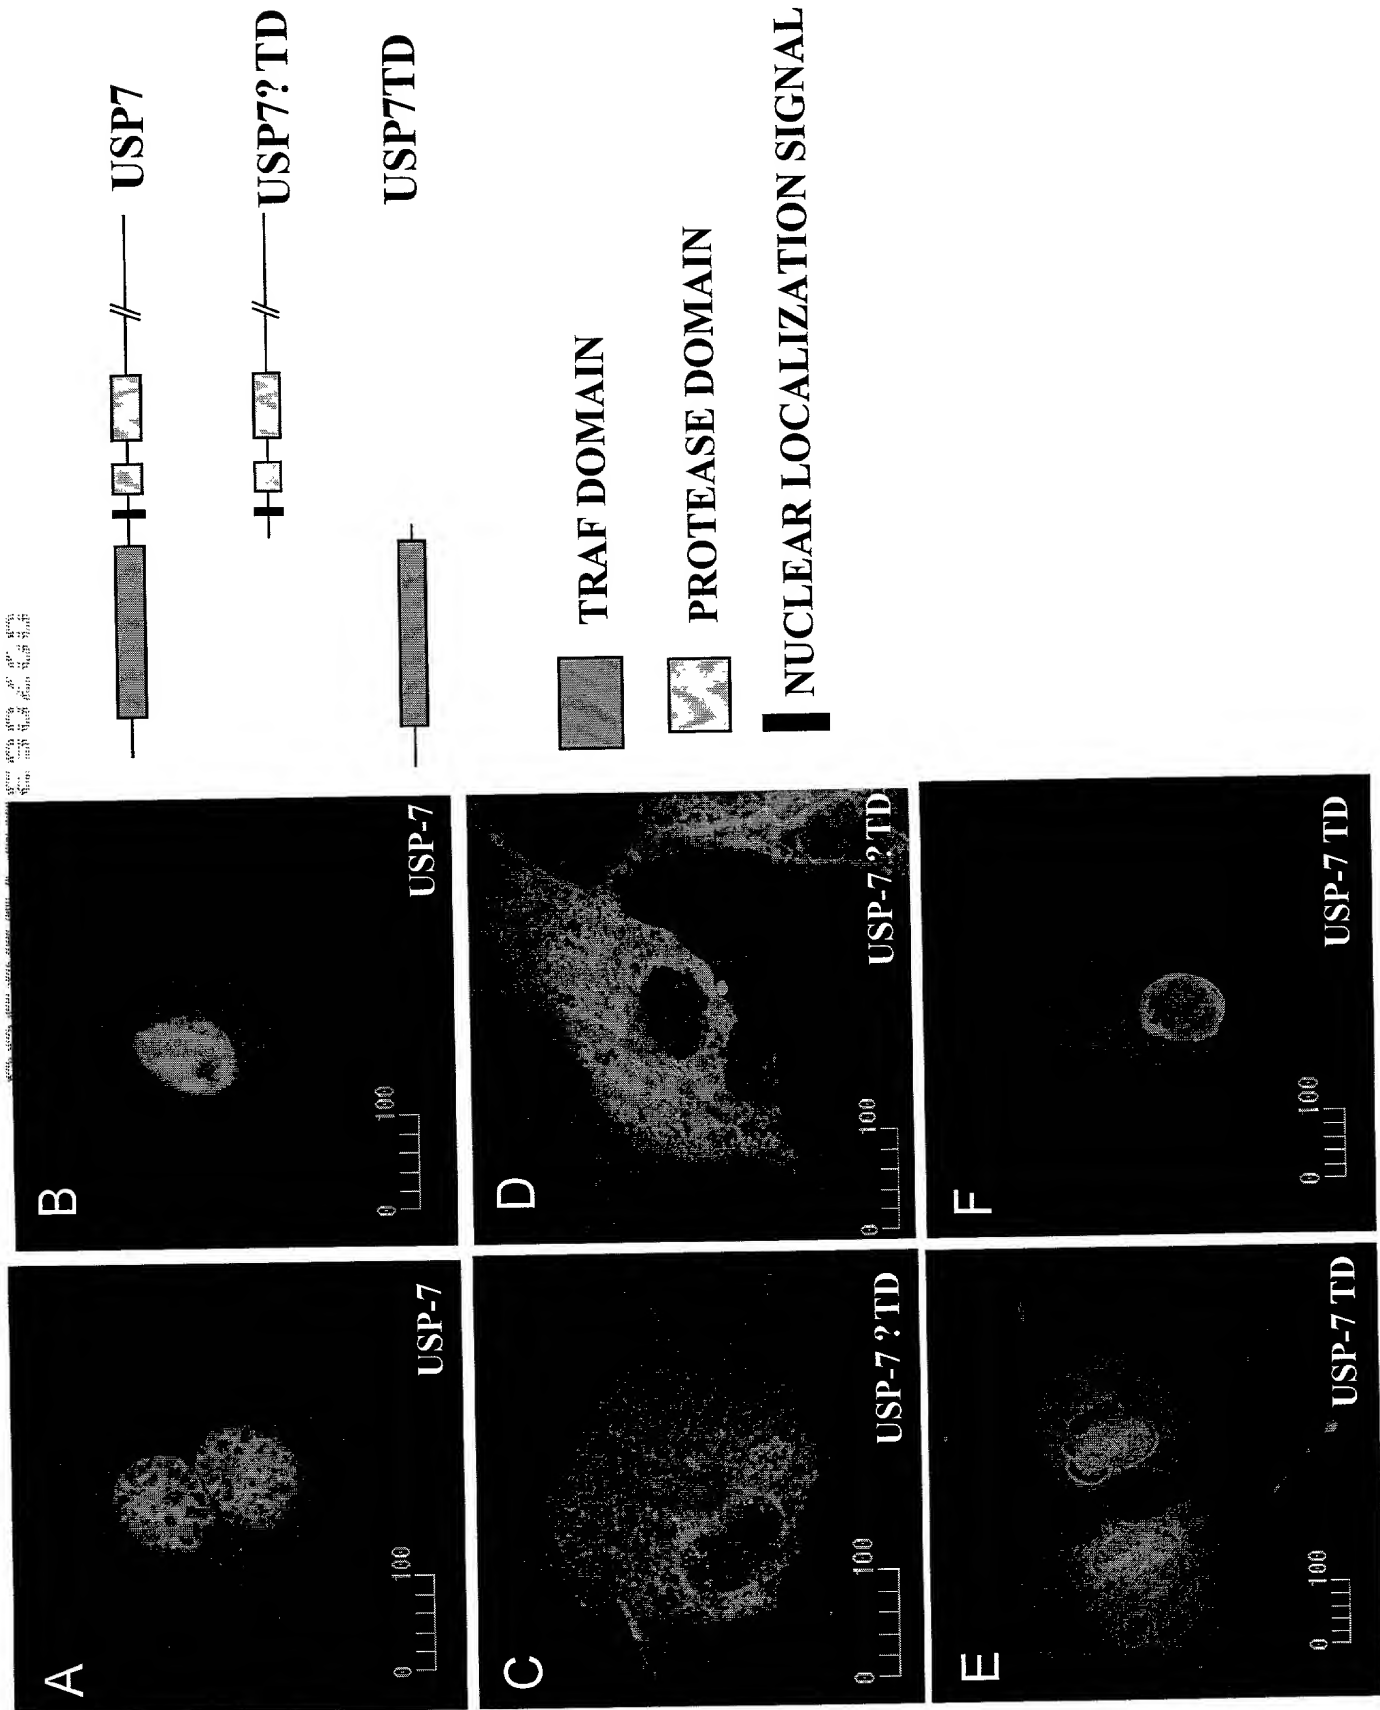 A
0 100
USP-7
B
0 100
USP-7
C
0 100
USP-7 ?TD
D
0 100
USP-7 ? TD
E
0 100
USP-7 TD
F
0 100
USP-7 TD
USP7
USP7? TD
USP7TD
TRAF DOMAIN
PROTEASE DOMAIN
NUCLEAR LOCALIZATION SIGNAL